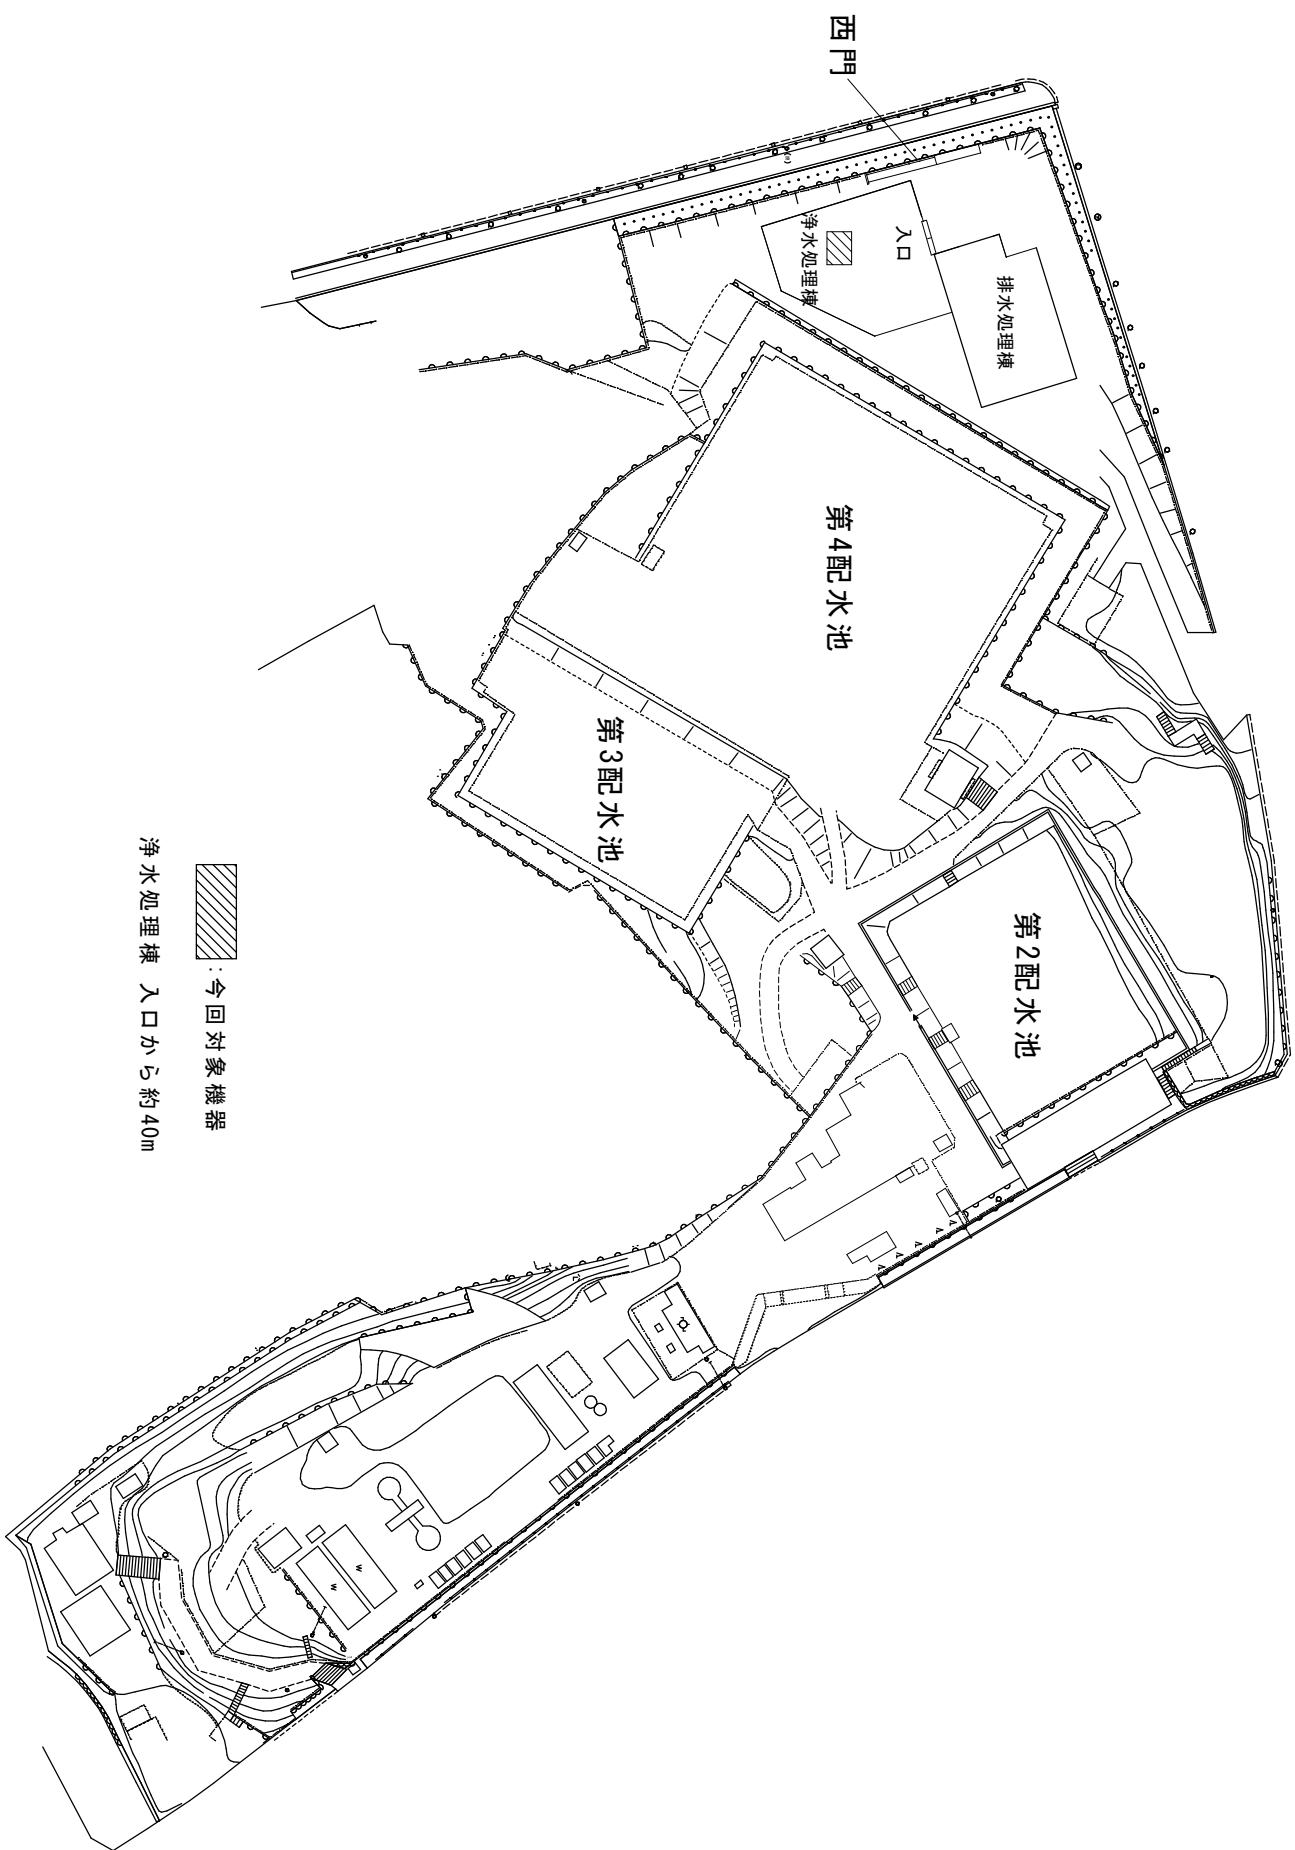 西門
入口
浄水処理棟
排水処理棟
第4配水池
第3配水池
第2配水池
W
W
：今回対象機器
浄水処理棟 入口から約40m